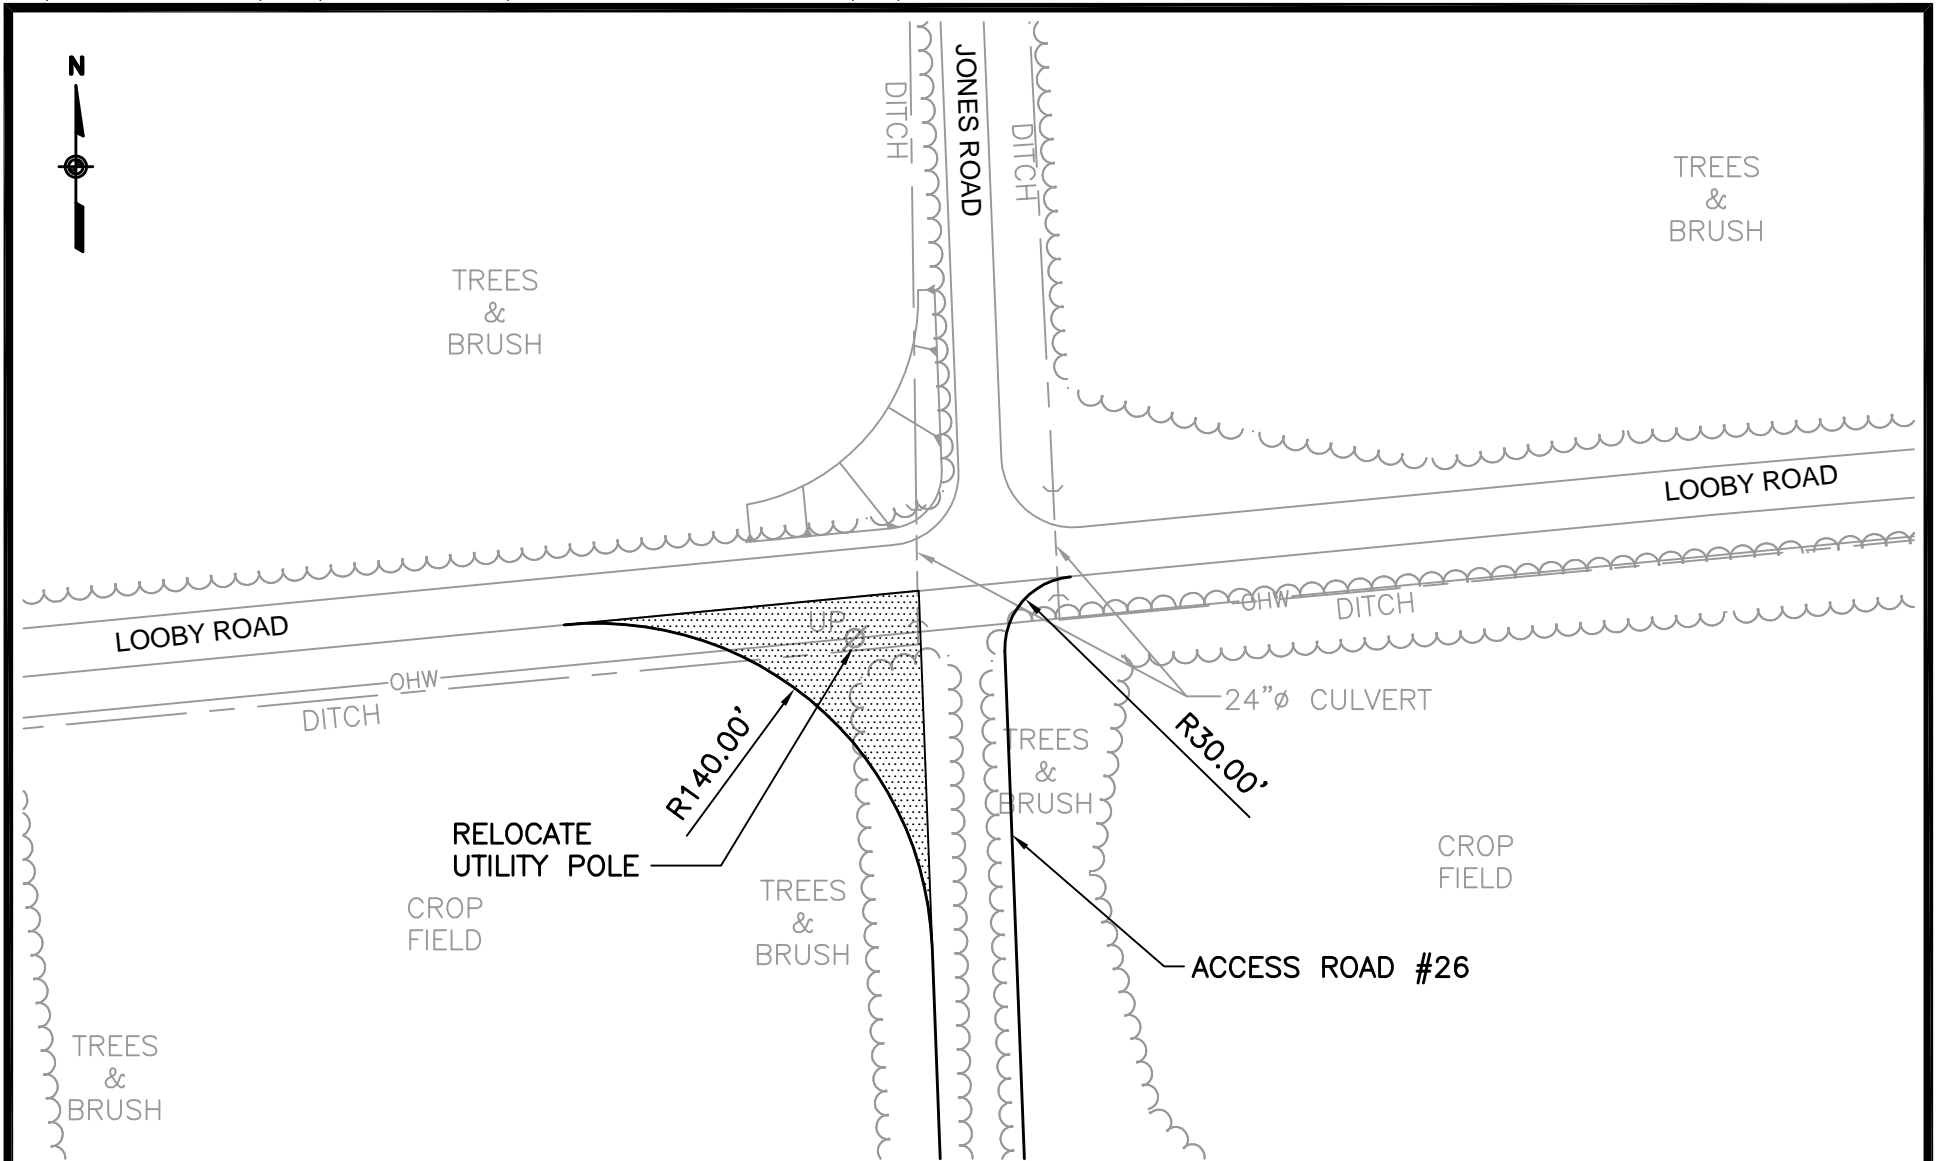 N
JONES ROAD
DITCH
DITCH
TREES
&
BRUSH
TREES
&
BRUSH
LOOBY ROAD
LOOBY ROAD
UP
OHW
DITCH
OHW
DITCH
24"ø CULVERT
R140.00'
R30.00'
TREES
&
BRUSH
RELOCATE
UTILITY POLE
CROP
FIELD
TREES
&
BRUSH
CROP
FIELD
ACCESS ROAD #26
TREES
&
BRUSH